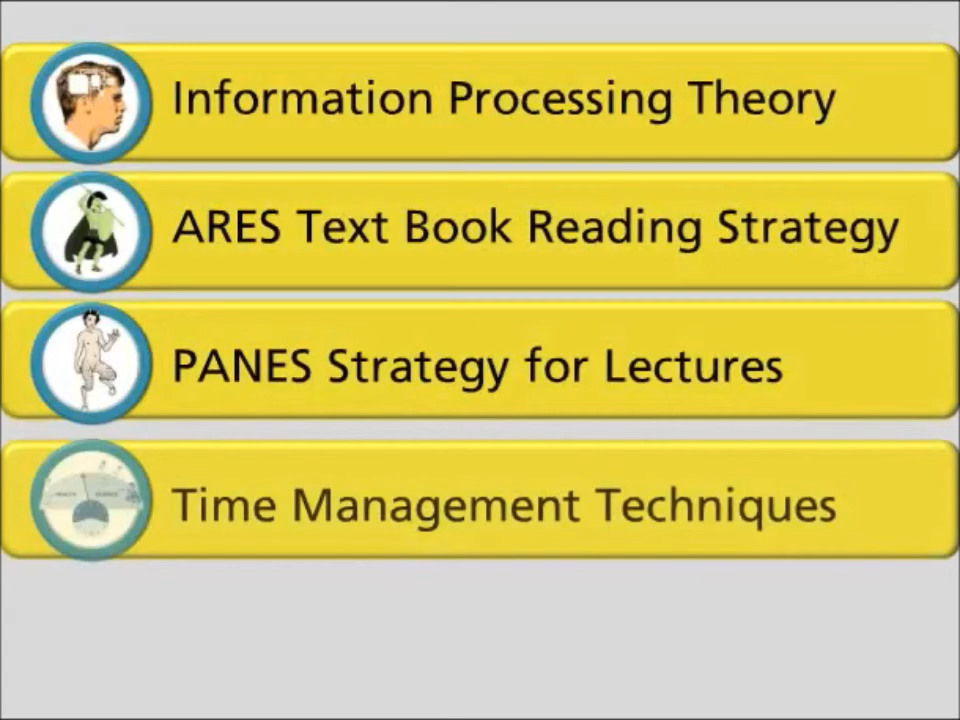 Information Processing Theory
ARES Text Book Reading Strategy
PANES Strategy for Lectures
Time Management Techniques